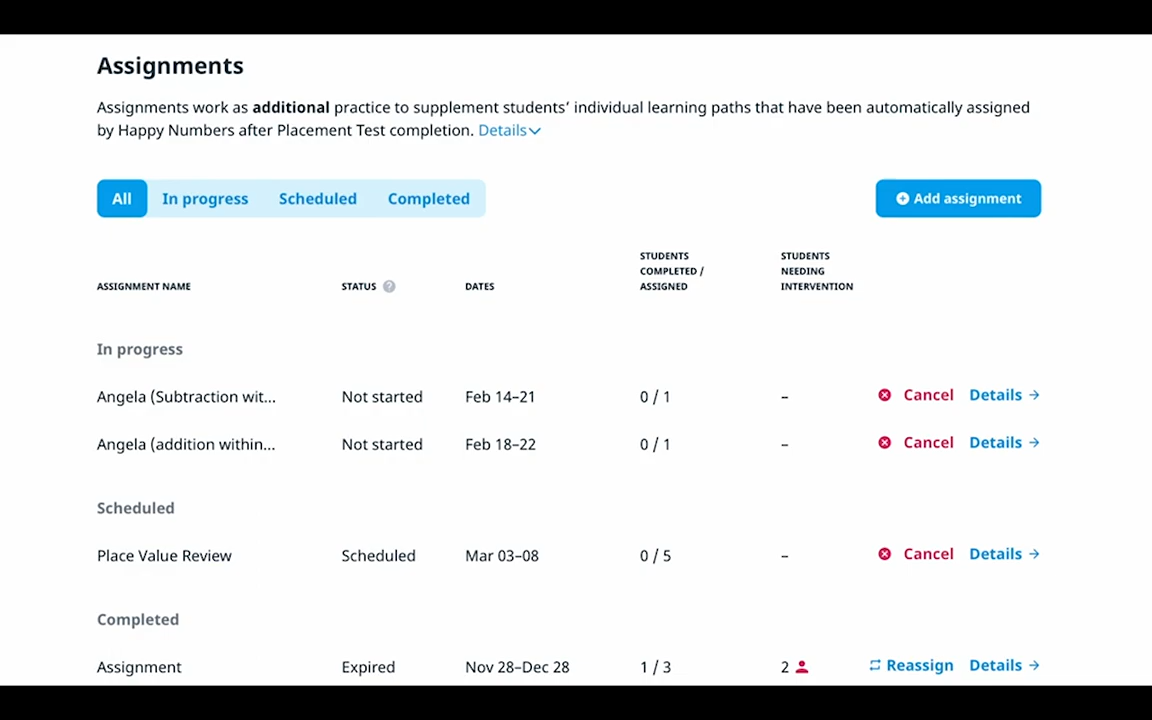 Assignments
Assignments work as additional practice to supplement students’ individual learning paths that have been automatically assigned
by Happy Numbers after Placement Test completion. Details
All In progress Scheduled Completed Add assignment
ASSIGNMENT NAME STATUS ? DATES STUDENTS COMPLETED / ASSIGNED STUDENTS NEEDING INTERVENTION
In progress
Angela (Subtraction wit... Not started Feb 14–21 0 / 1 – Cancel Details
Angela (addition within... Not started Feb 18–22 0 / 1 – Cancel Details
Scheduled
Place Value Review Scheduled Mar 03–08 0 / 5 – Cancel Details
Completed
Assignment Expired Nov 28–Dec 28 1 / 3 2 Reassign Details